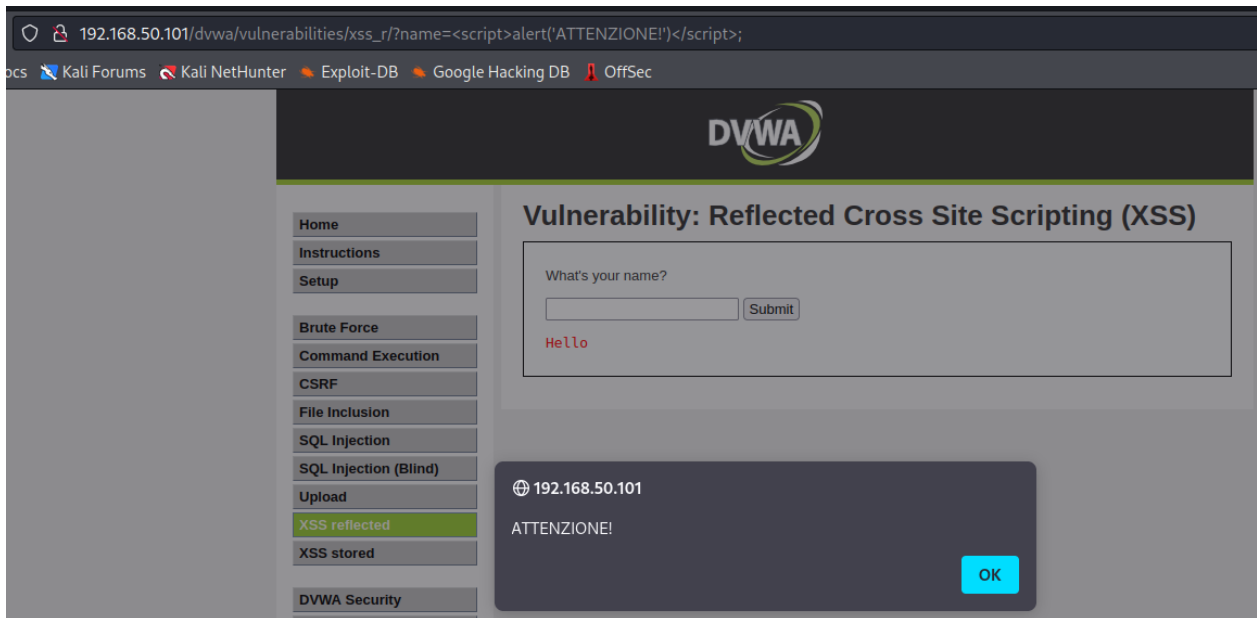 192.168.50.101/dvwa/vulnerabilities/xss_r/?name=<script>alert('ATTENZIONE!')</script>;
ocs Kali Forums Kali NetHunter Exploit-DB Google Hacking DB OffSec
DVWA
Home
Instructions
Setup
Brute Force
Command Execution
CSRF
File Inclusion
SQL Injection
SQL Injection (Blind)
Upload
XSS reflected
XSS stored
DVWA Security
Vulnerability: Reflected Cross Site Scripting (XSS)
What's your name?
Submit
Hello
192.168.50.101
ATTENZIONE!
OK